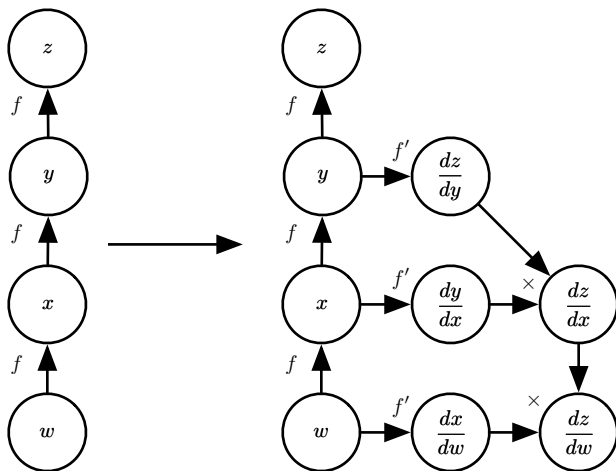 z z
f f
y y f′ dz/dy
f f
x x f′ dy/dx × dz/dx
f f
w w f′ dx/dw × dz/dw